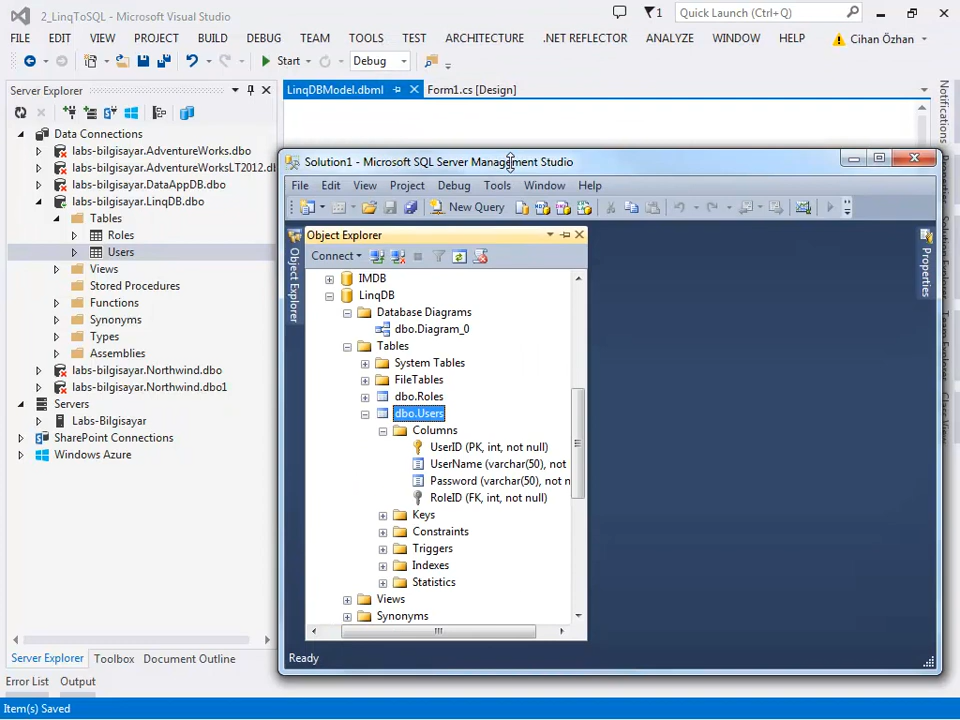 2_LinqToSQL - Microsoft Visual Studio
1
Quick Launch (Ctrl+Q)
FILE EDIT VIEW PROJECT BUILD DEBUG TEAM TOOLS TEST ARCHITECTURE .NET REFLECTOR ANALYZE WINDOW HELP Cihan Özhan
Start Debug
Server Explorer
LinqDBModel.dbml Form1.cs [Design]
Data Connections
labs-bilgisayar.AdventureWorks.dbo
labs-bilgisayar.AdventureWorksLT2012.db
labs-bilgisayar.DataAppDB.dbo
labs-bilgisayar.LinqDB.dbo
Tables
Roles
Users
Views
Stored Procedures
Functions
Synonyms
Types
Assemblies
labs-bilgisayar.Northwind.dbo
labs-bilgisayar.Northwind.dbo1
Servers
Labs-Bilgisayar
SharePoint Connections
Windows Azure
Server Explorer Toolbox Document Outline
Error List Output
Item(s) Saved
Notifications
Solution1 - Microsoft SQL Server Management Studio
File Edit View Project Debug Tools Window Help
New Query
Object Explorer
Object Explorer
Properties
Connect
IMDB
LinqDB
Database Diagrams
dbo.Diagram_0
Tables
System Tables
FileTables
dbo.Roles
dbo.Users
Columns
UserID (PK, int, not null)
UserName (varchar(50), not
Password (varchar(50), not n
RoleID (FK, int, not null)
Keys
Constraints
Triggers
Indexes
Statistics
Views
Synonyms
Ready